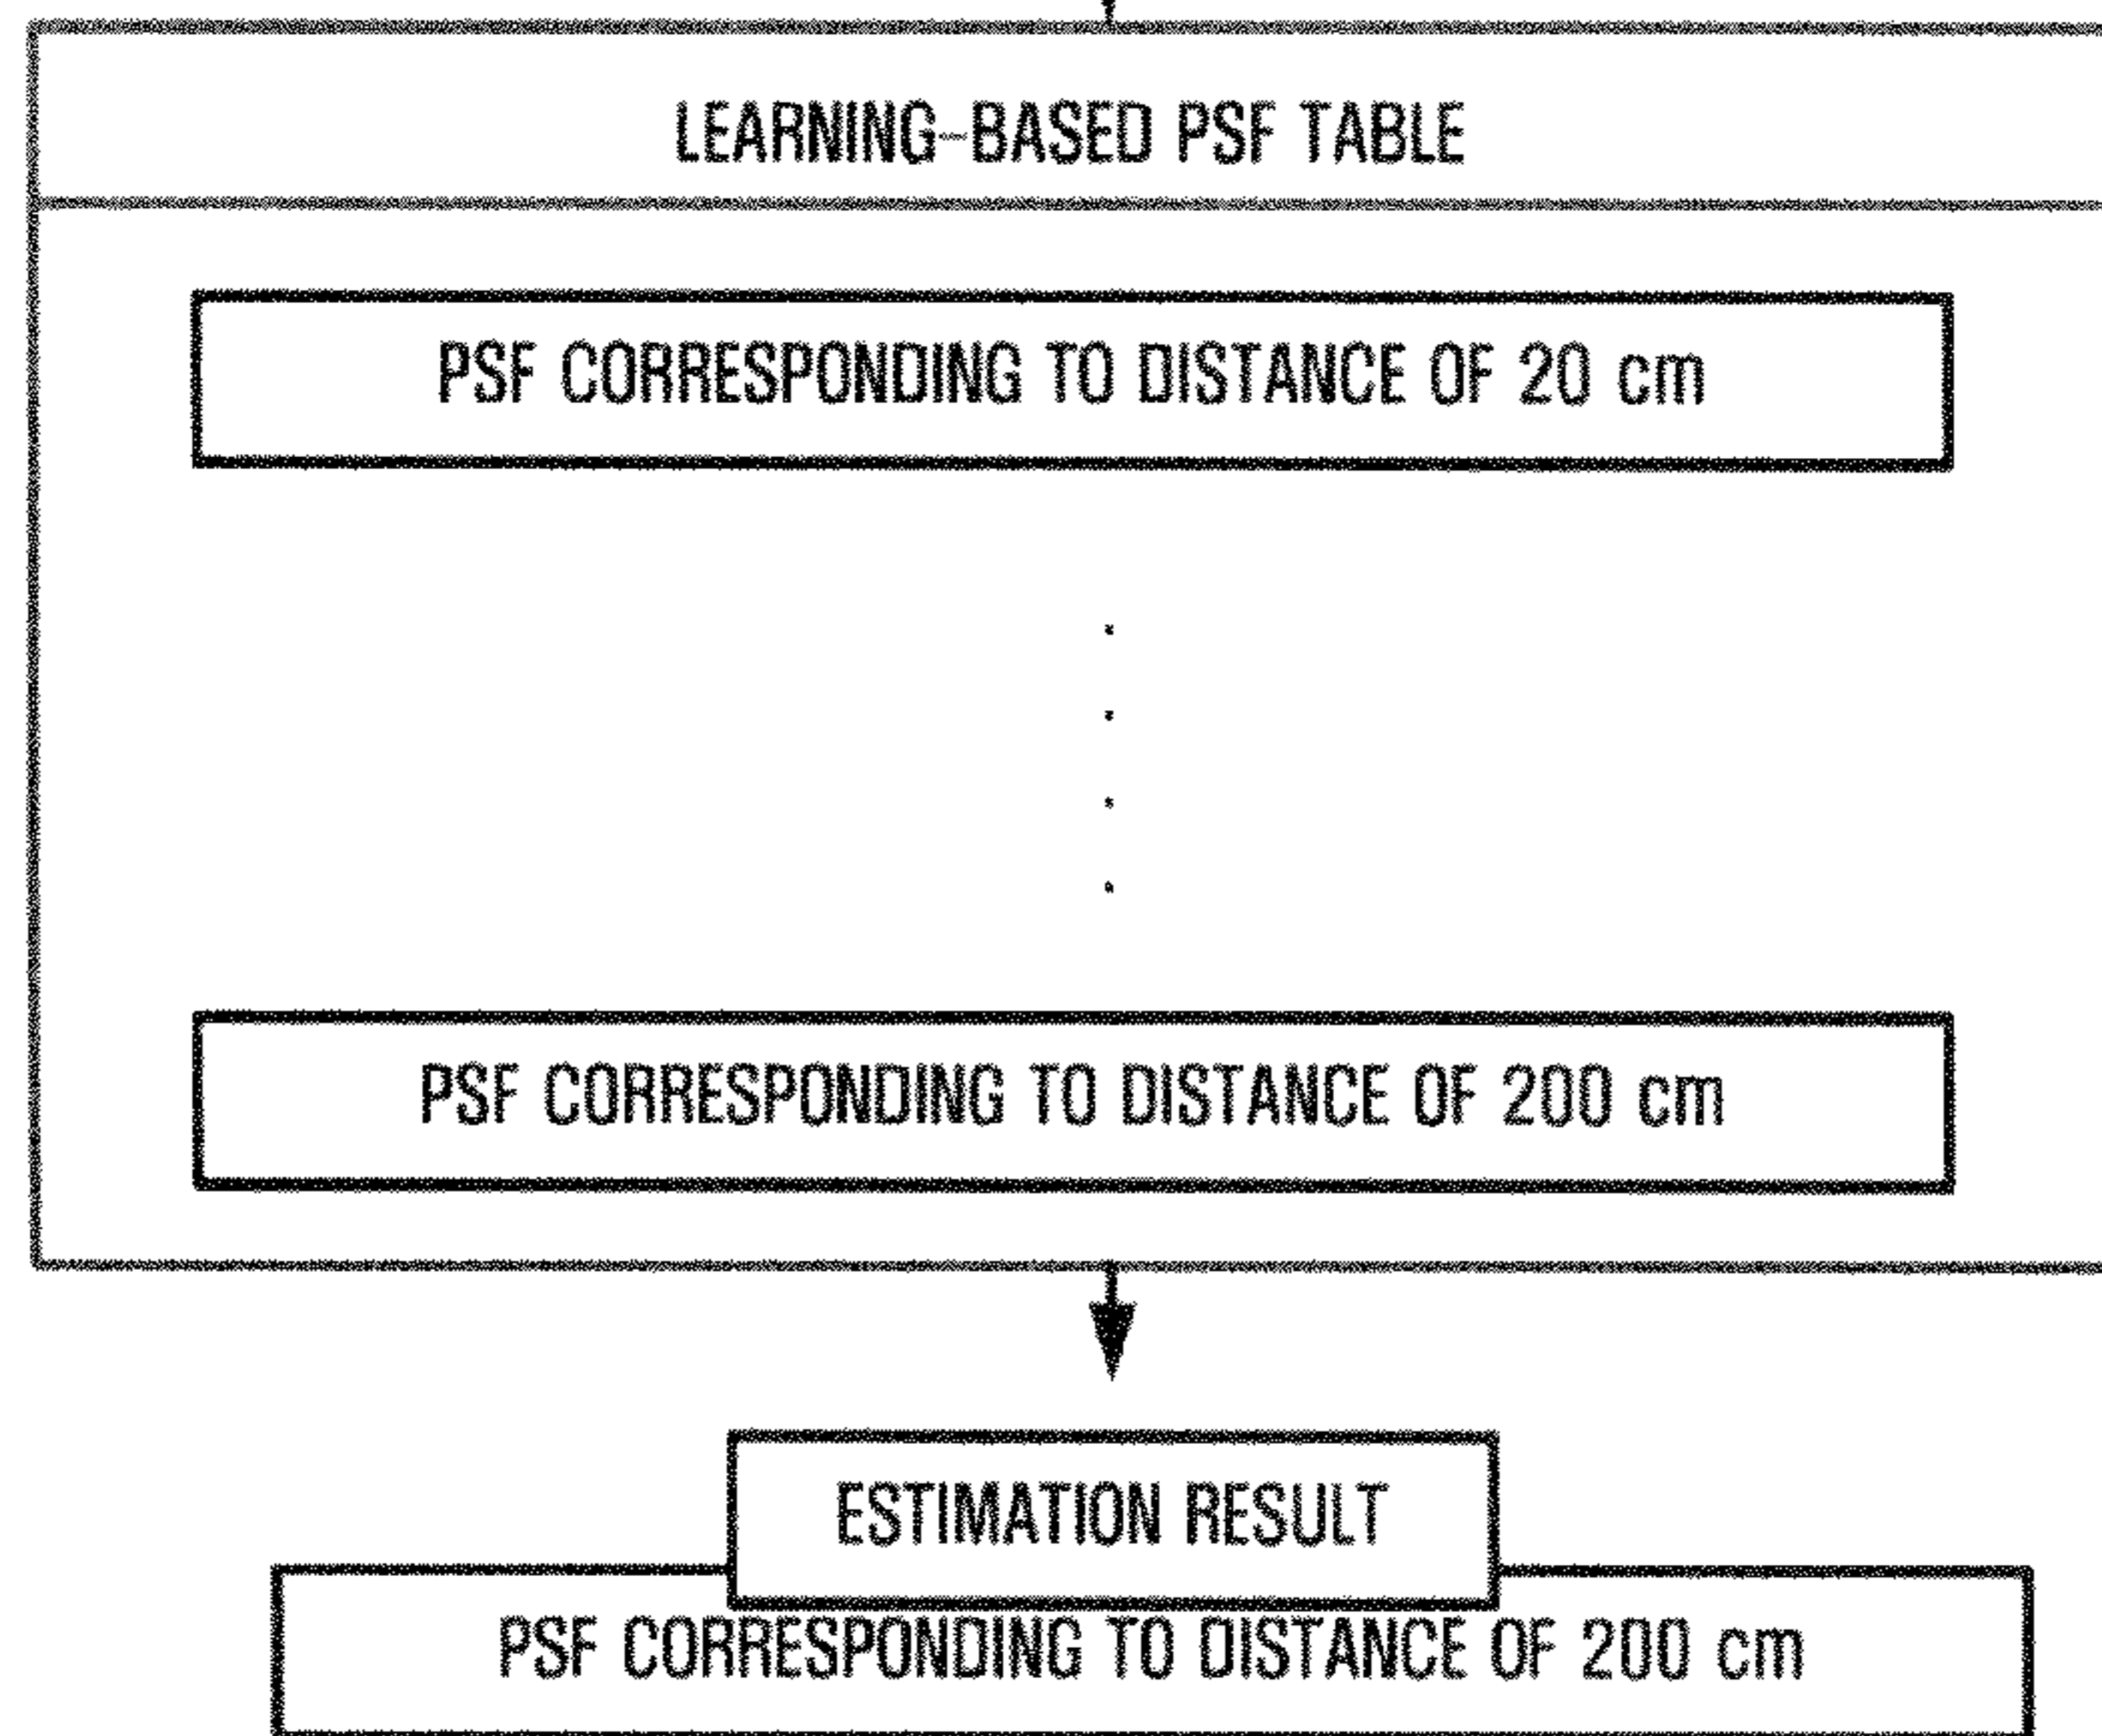 LEARNING-BASED PSF TABLE
PSF CORRESPONDING TO DISTANCE OF 20 cm
PSF CORRESPONDING TO DISTANCE OF 200 cm
ESTIMATION RESULT
PSF CORRESPONDING TO DISTANCE OF 200 cm